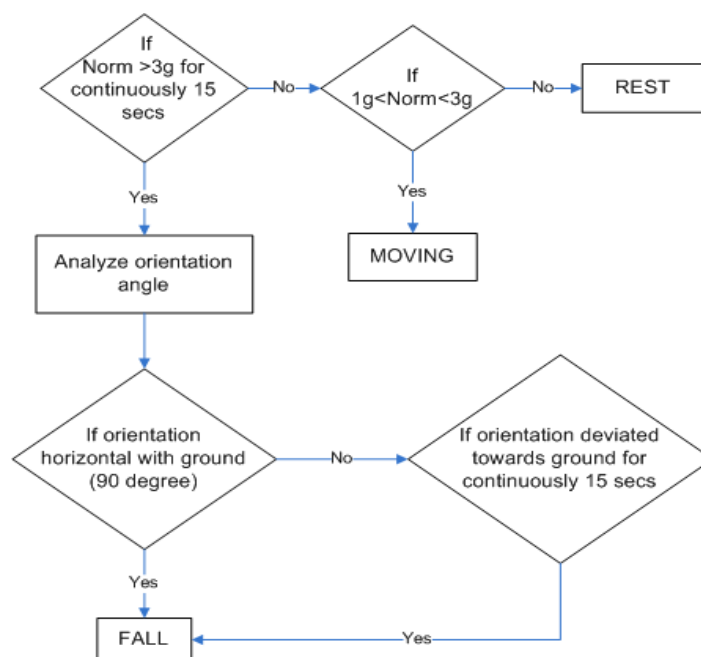 If
Norm >3g for
continuously 15
secs
No
If
1g<Norm<3g
No
REST
Yes
Yes
Analyze orientation
angle
MOVING
If orientation
horizontal with ground
(90 degree)
No
If orientation deviated
towards ground for
continuously 15 secs
Yes
FALL
Yes